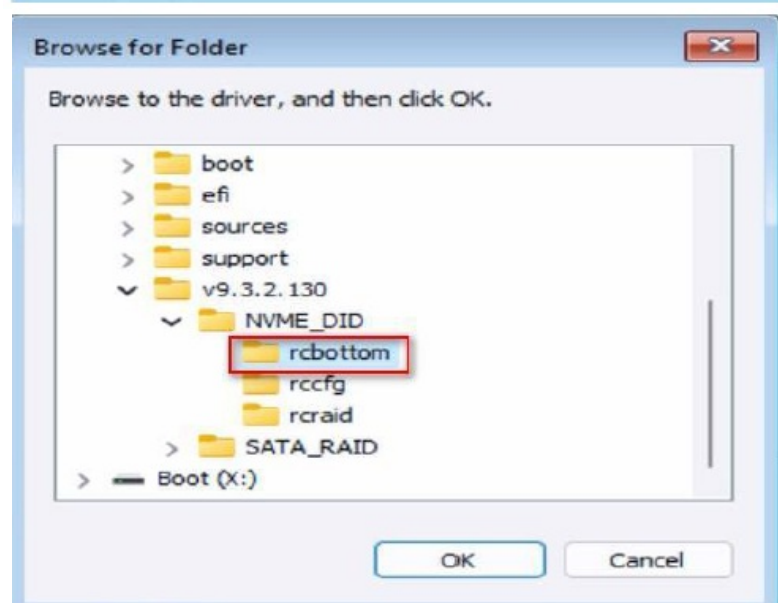 Browse for Folder
Browse to the driver, and then click OK.
boot
efi
sources
support
v9.3.2.130
NVME_DID
rcbottom
rccfg
rcraid
SATA_RAID
Boot (X:)
OK
Cancel